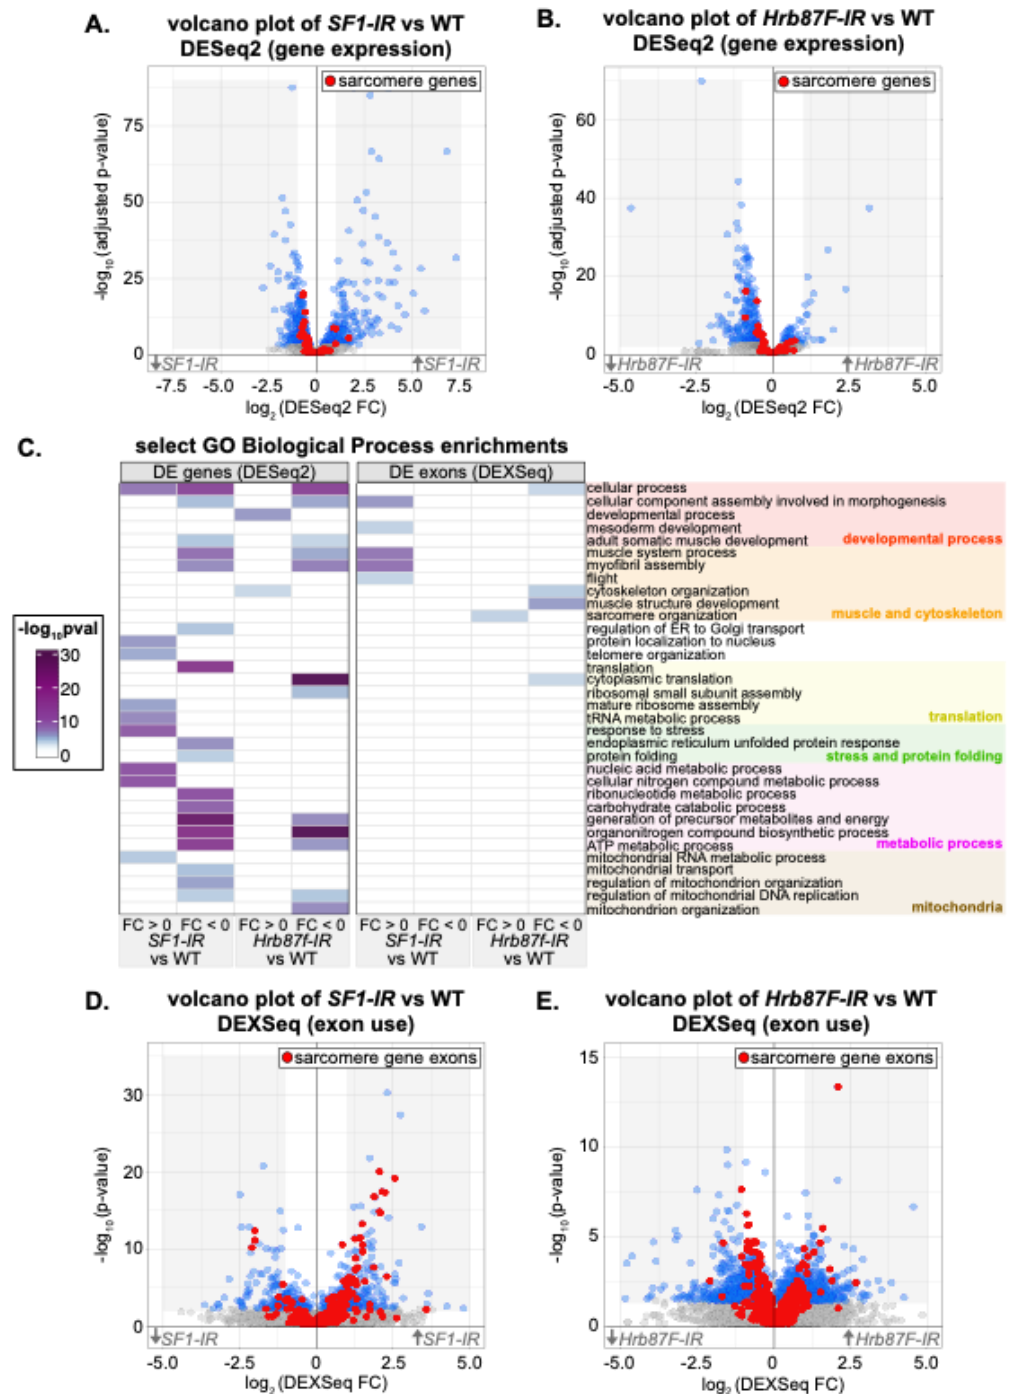 A.
volcano plot of SF1-IR vs WT
DESeq2 (gene expression)
sarcomere genes
-log10 (adjusted p-value)
75
50
25
0
↓SF1-IR
↑SF1-IR
-7.5 -5.0 -2.5 0 2.5 5.0 7.5
log2 (DESeq2 FC)
B.
volcano plot of Hrb87F-IR vs WT
DESeq2 (gene expression)
sarcomere genes
-log10 (adjusted p-value)
60
40
20
0
↓Hrb87F-IR
↑Hrb87F-IR
-5.0 -2.5 0 2.5 5.0
log2 (DESeq2 FC)
C.
select GO Biological Process enrichments
DE genes (DESeq2)
DE exons (DEXSeq)
cellular process
cellular component assembly involved in morphogenesis
developmental process
mesoderm development
adult somatic muscle development
developmental process
muscle system process
myofibril assembly
flight
cytoskeleton organization
muscle structure development
sarcomere organization
muscle and cytoskeleton
regulation of ER to Golgi transport
protein localization to nucleus
telomere organization
translation
cytoplasmic translation
ribosomal small subunit assembly
mature ribosome assembly
tRNA metabolic process
translation
response to stress
endoplasmic reticulum unfolded protein response
protein folding
stress and protein folding
nucleic acid metabolic process
cellular nitrogen compound metabolic process
ribonucleotide metabolic process
carbohydrate catabolic process
generation of precursor metabolites and energy
organonitrogen compound biosynthetic process
ATP metabolic process
metabolic process
mitochondrial RNA metabolic process
mitochondrial transport
regulation of mitochondrion organization
regulation of mitochondrial DNA replication
mitochondrion organization
mitochondria
-log10pval
30
20
10
0
FC > 0 FC < 0 FC > 0 FC < 0 FC > 0 FC < 0 FC > 0 FC < 0
SF1-IR Hrb87f-IR SF1-IR Hrb87f-IR
vs WT vs WT vs WT vs WT
D.
volcano plot of SF1-IR vs WT
DEXSeq (exon use)
sarcomere gene exons
-log10 (p-value)
30
20
10
0
↓SF1-IR
↑SF1-IR
-5.0 -2.5 0 2.5 5.0
log2 (DEXSeq FC)
E.
volcano plot of Hrb87F-IR vs WT
DEXSeq (exon use)
sarcomere gene exons
-log10 (p-value)
15
10
5
0
↓Hrb87F-IR
↑Hrb87F-IR
-5.0 -2.5 0 2.5 5.0
log2 (DEXSeq FC)